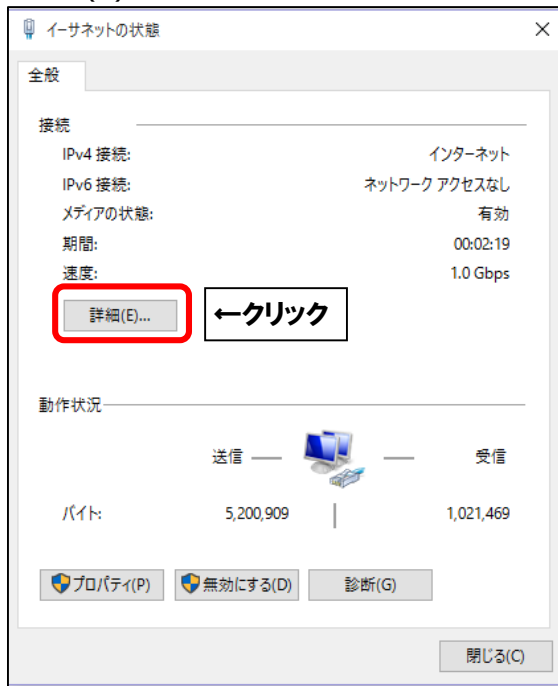 イーサネットの状態
全般
接続
IPv4 接続: インターネット
IPv6 接続: ネットワーク アクセスなし
メディアの状態: 有効
期間: 00:02:19
速度: 1.0 Gbps
詳細(E)... ←クリック
動作状況
送信 受信
バイト: 5,200,909 1,021,469
プロパティ(P) 無効にする(D) 診断(G)
閉じる(C)